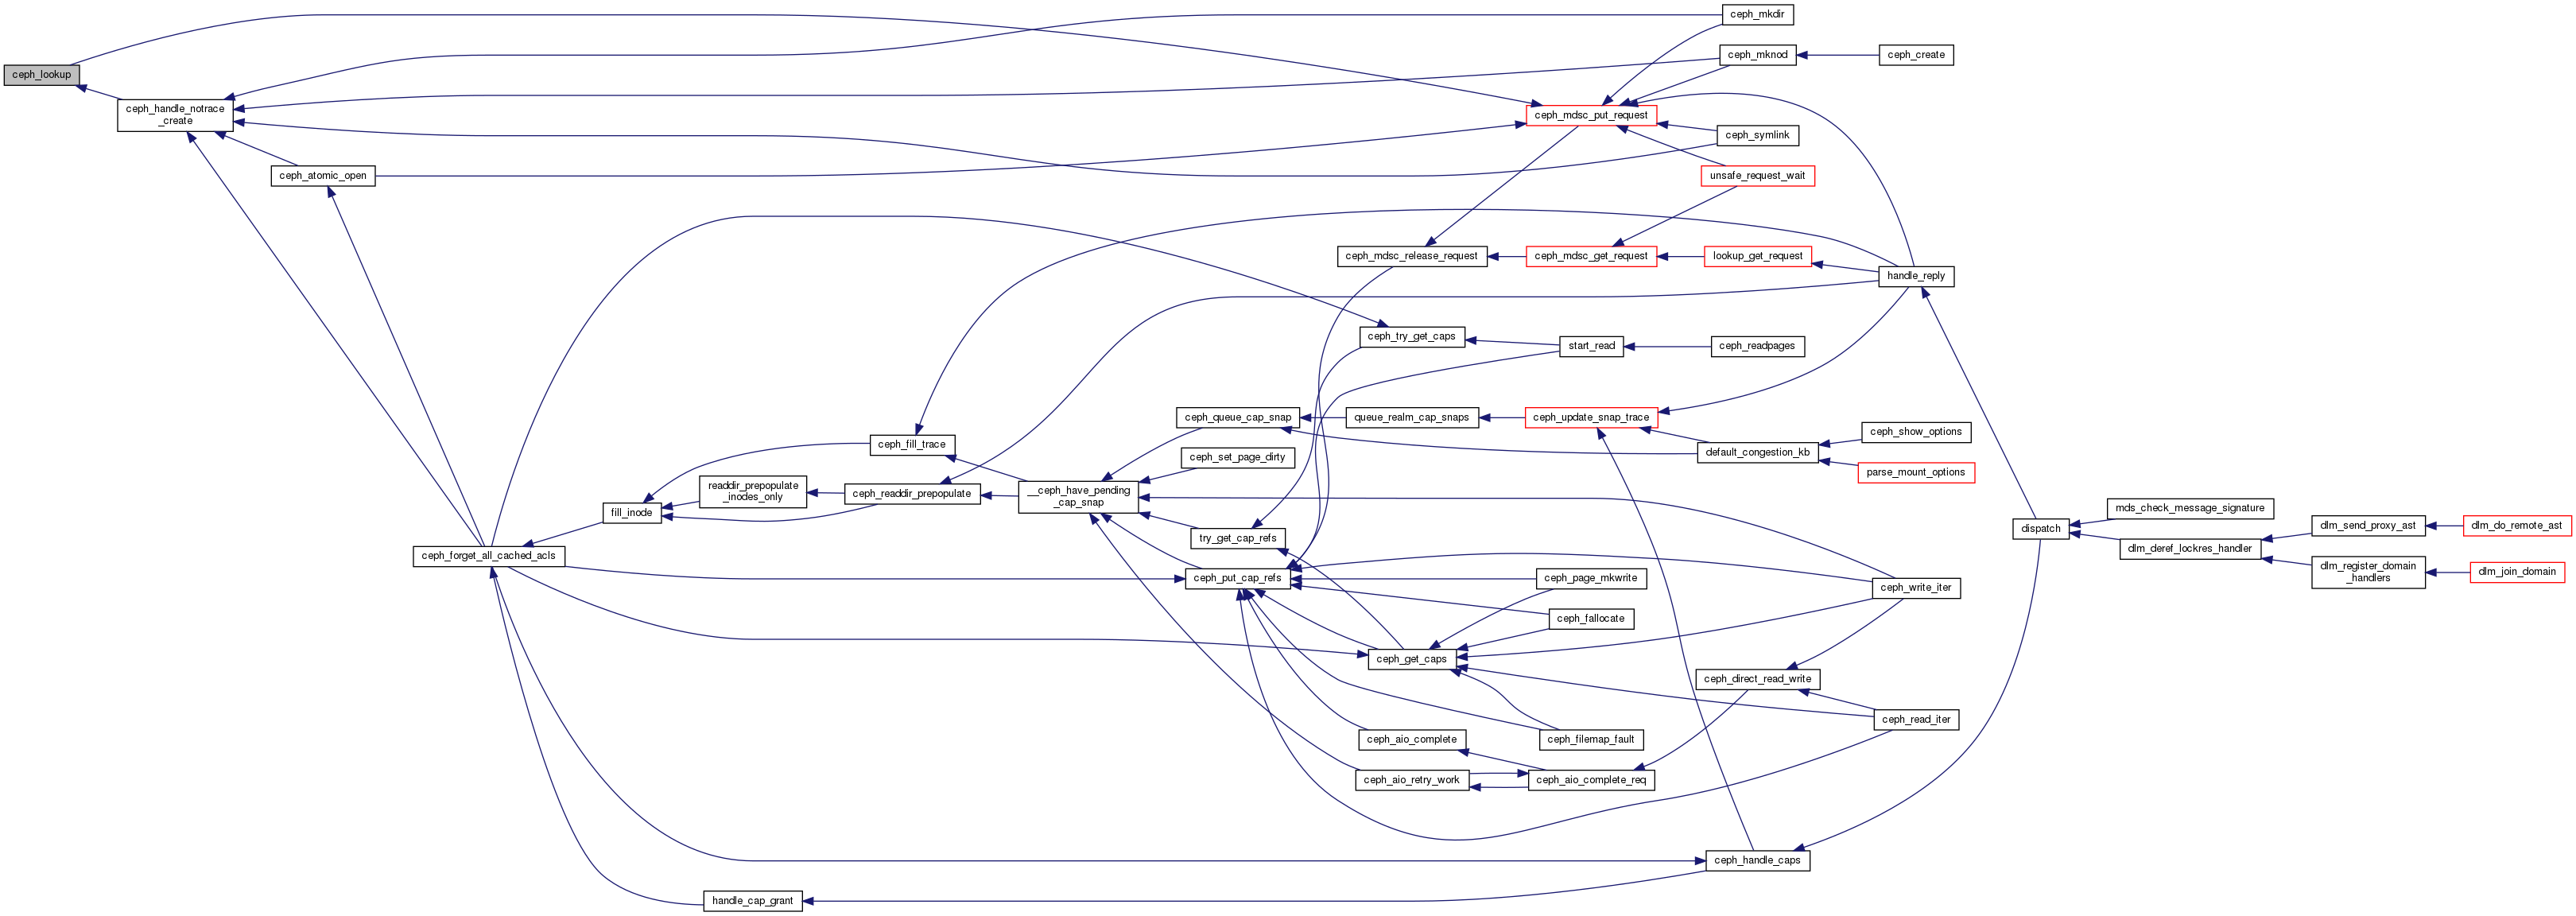 ceph_lookup
ceph_handle_notrace
_create
ceph_atomic_open
ceph_forget_all_cached_acls
fill_inode
readdir_prepopulate
_inodes_only
handle_cap_grant
ceph_fill_trace
ceph_readdir_prepopulate
__ceph_have_pending
_cap_snap
ceph_queue_cap_snap
ceph_set_page_dirty
try_get_cap_refs
ceph_put_cap_refs
ceph_mdsc_release_request
ceph_try_get_caps
queue_realm_cap_snaps
ceph_get_caps
ceph_aio_complete
ceph_aio_retry_work
ceph_mdsc_put_request
ceph_mdsc_get_request
start_read
ceph_update_snap_trace
ceph_page_mkwrite
ceph_fallocate
ceph_filemap_fault
ceph_aio_complete_req
ceph_mkdir
ceph_mknod
ceph_symlink
unsafe_request_wait
lookup_get_request
ceph_readpages
default_congestion_kb
ceph_direct_read_write
ceph_handle_caps
ceph_create
handle_reply
ceph_show_options
parse_mount_options
ceph_write_iter
ceph_read_iter
dispatch
mds_check_message_signature
dlm_deref_lockres_handler
dlm_send_proxy_ast
dlm_register_domain
_handlers
dlm_do_remote_ast
dlm_join_domain